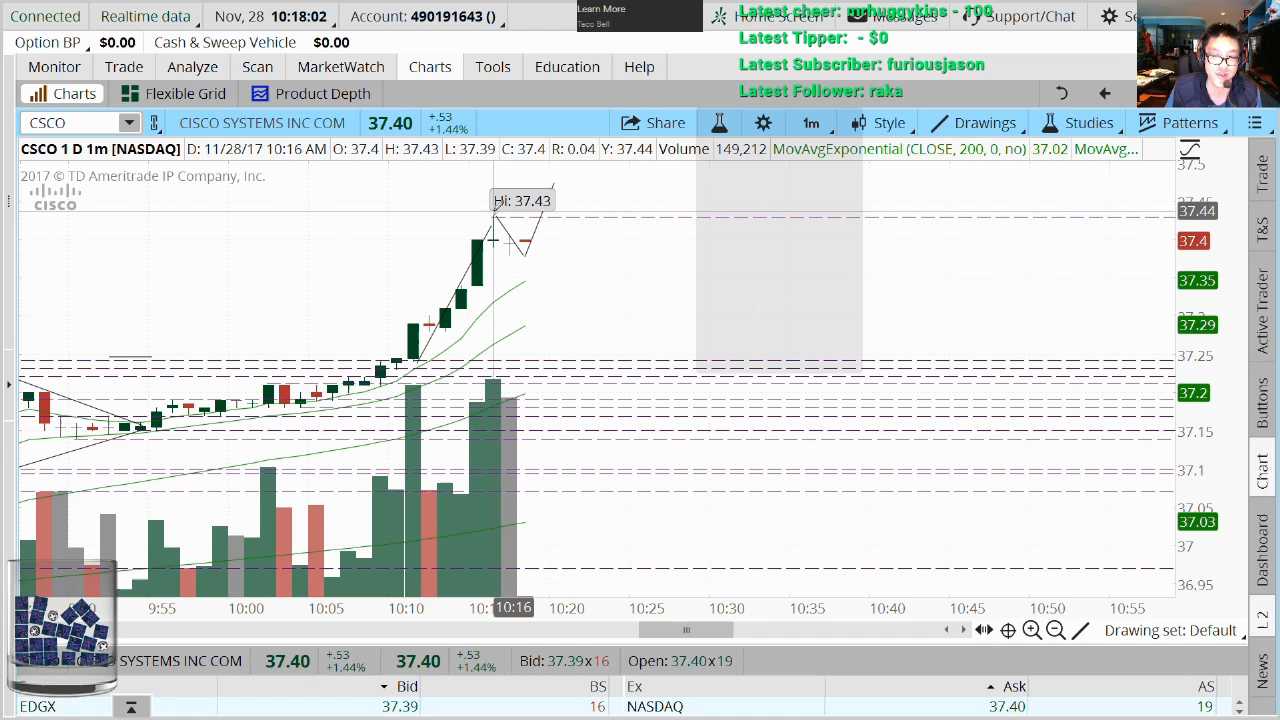 Connected Realtime data Nov, 28 10:18:02 Account: 490191643 () Learn More Home Screen Messages Support/Chat Se
Taco Bell
Latest cheer: mrhuggykins - 100
Option BP $0.00 Cash & Sweep Vehicle $0.00 Latest Tipper: - $0
Monitor Trade Analyze Scan MarketWatch Charts Tools Education Help Latest Subscriber: furiousjason
Charts Flexible Grid Product Depth Latest Follower: raka
CSCO CISCO SYSTEMS INC COM 37.40 +.53 +1.44% Share 1m Style Drawings Studies Patterns
CSCO 1 D 1m [NASDAQ] D: 11/28/17 10:16 AM O: 37.4 H: 37.43 L: 37.39 C: 37.4 R: 0.04 Y: 37.44 Volume 149,212 MovAvgExponential (CLOSE, 200, 0, no) 37.02 MovAvg...
2017 © TD Ameritrade IP Company, Inc.
CISCO
Hi: 37.43
37.5
37.44
37.4
37.35
37.29
37.25
37.2
37.15
37.1
37.05
37.03
37
36.95
9:55 10:00 10:05 10:10 10:16 10:20 10:25 10:30 10:35 10:40 10:45 10:50 10:55
Drawing set: Default
SYSTEMS INC COM 37.40 +.53 +1.44% 37.40 +.53 +1.44% Bid: 37.39x16 Open: 37.40x19
Bid BS Ex Ask AS
EDGX 37.39 16 NASDAQ 37.40 19
Trade
T&S
Active Trader
Buttons
Chart
Dashboard
L 2
News